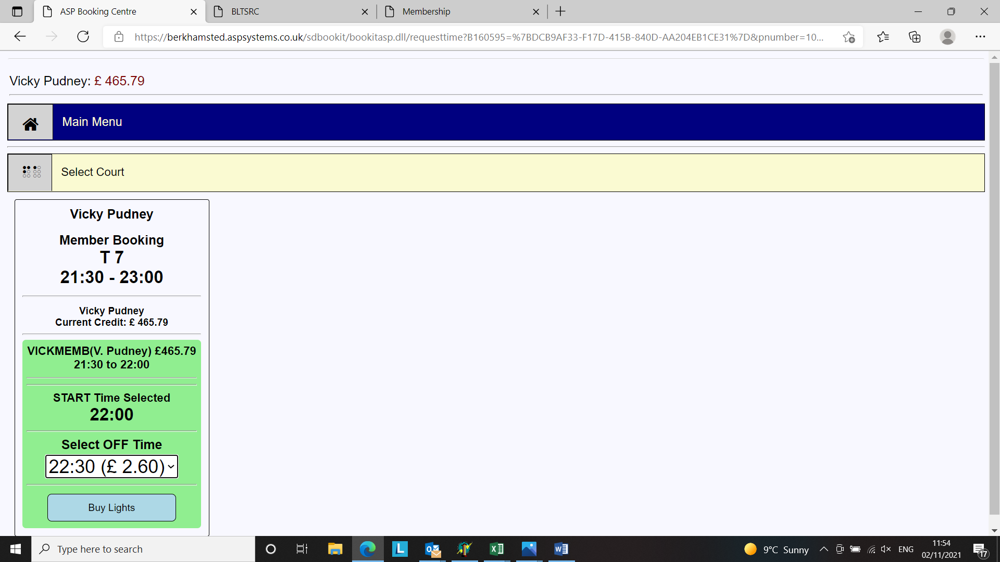 ASP Booking Centre
BLTSRC
Membership
https://berkhamsted.aspsystems.co.uk/sdbookit/bookitasp.dll/requesttime?B160595=%7BDCB9AF33-F17D-415B-840D-AA204EB1CE31%7D&pnumber=10...
Vicky Pudney: £ 465.79
Main Menu
Select Court
Vicky Pudney
Member Booking
T 7
21:30 - 23:00
Vicky Pudney
Current Credit: £ 465.79
VICKMEMB(V. Pudney) £465.79
21:30 to 22:00
START Time Selected
22:00
Select OFF Time
22:30 (£ 2.60)
Buy Lights
Type here to search
9°C Sunny
ENG
11:54
02/11/2021
17